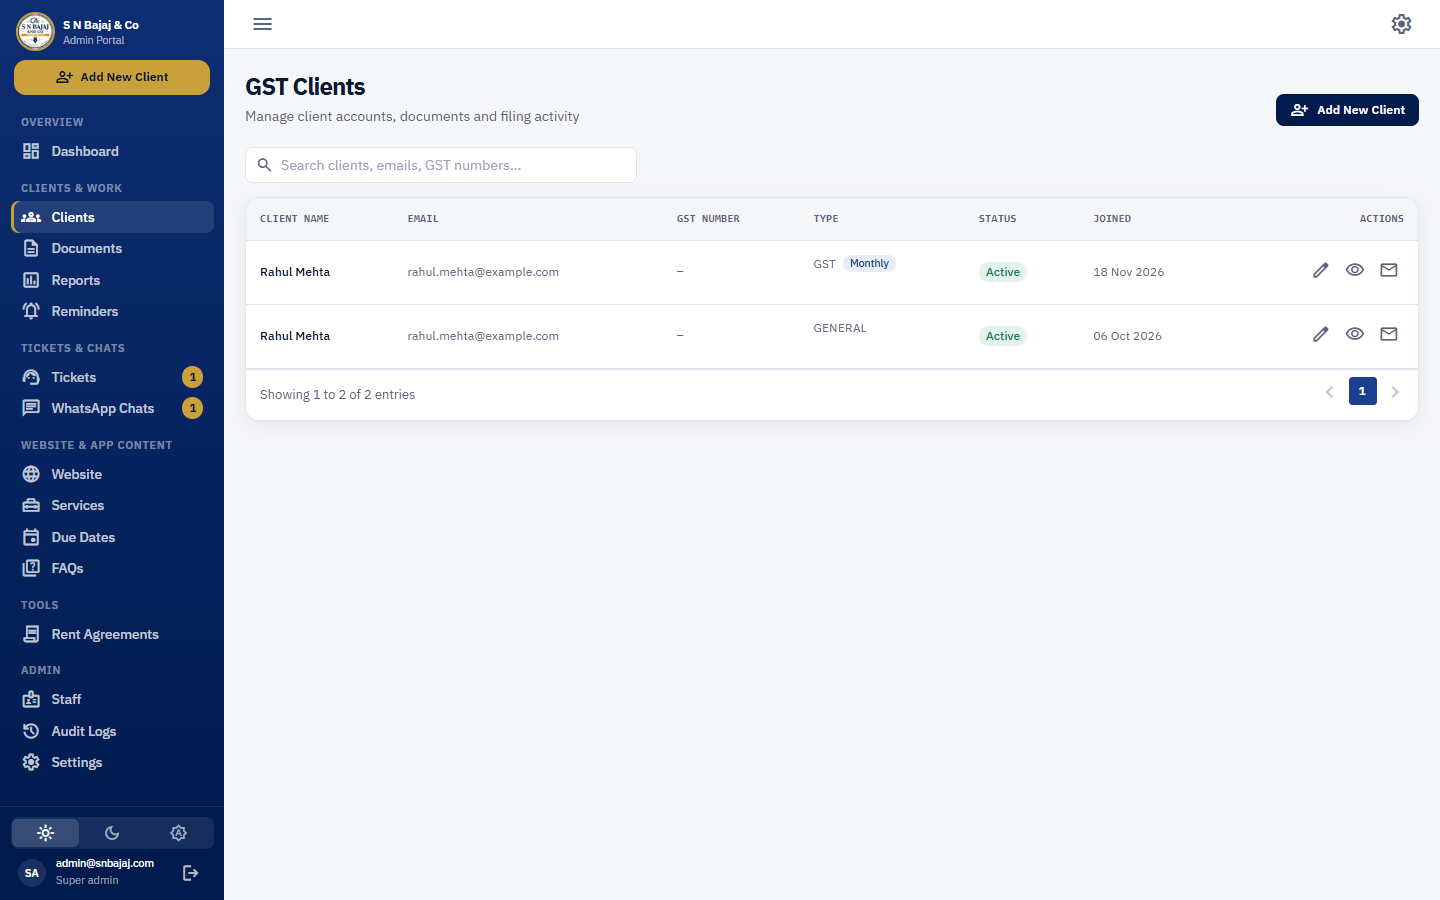 S N Bajaj & Co
Admin Portal
Add New Client
OVERVIEW
Dashboard
CLIENTS & WORK
Clients
Documents
Reports
Reminders
TICKETS & CHATS
Tickets 1
WhatsApp Chats 1
WEBSITE & APP CONTENT
Website
Services
Due Dates
FAQs
TOOLS
Rent Agreements
ADMIN
Staff
Audit Logs
Settings
SA
admin@snbajaj.com
Super admin
GST Clients
Manage client accounts, documents and filing activity
Add New Client
Search clients, emails, GST numbers...
CLIENT NAME EMAIL GST NUMBER TYPE STATUS JOINED ACTIONS
Rahul Mehta rahul.mehta@example.com – GST Monthly Active 18 Nov 2026
Rahul Mehta rahul.mehta@example.com – GENERAL Active 06 Oct 2026
Showing 1 to 2 of 2 entries 1